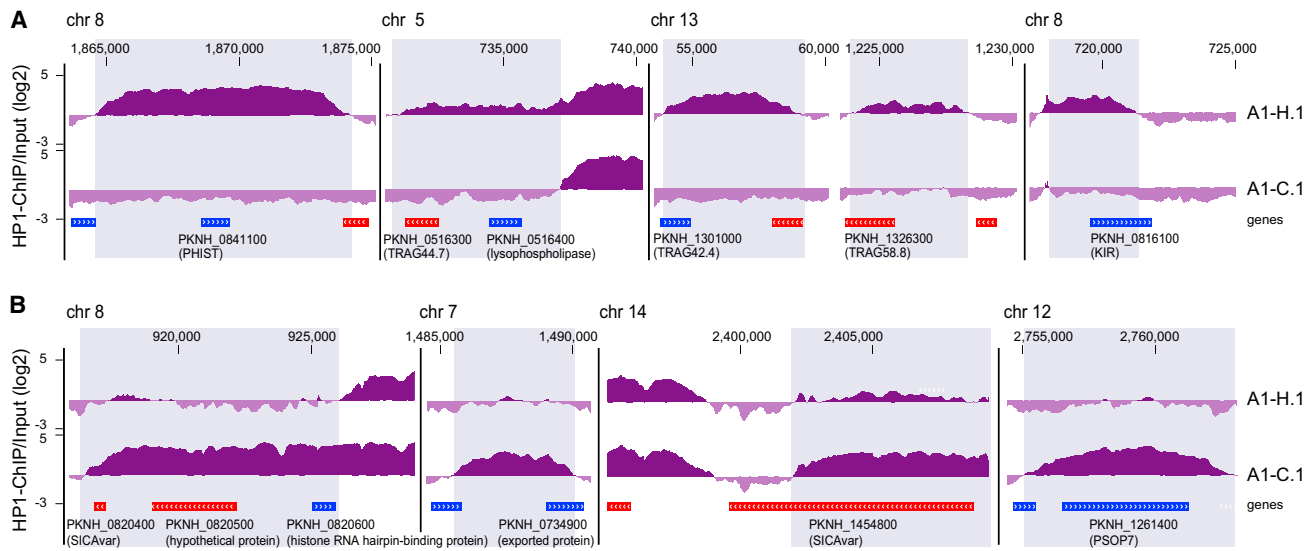 A
chr 8
chr 5
chr 13
chr 8
1,865,000 1,870,000 1,875,000 735,000 740,000 55,000 60,000 1,225,000 1,230,000 720,000 725,000
HP1-ChIP/Input (log2)
5
-3
5
-3
A1-H.1
A1-C.1
genes
PKNH_0841100
(PHIST)
PKNH_0516300
(TRAG44.7)
PKNH_0516400
(lysophospholipase)
PKNH_1301000
(TRAG42.4)
PKNH_1326300
(TRAG58.8)
PKNH_0816100
(KIR)
B
chr 8
chr 7
chr 14
chr 12
920,000 925,000 1,485,000 1,490,000 2,400,000 2,405,000 2,755,000 2,760,000
HP1-ChIP/Input (log2)
5
-3
5
-3
A1-H.1
A1-C.1
genes
PKNH_0820400
(SICAvar)
PKNH_0820500
(hypothetical protein)
PKNH_0820600
(histone RNA hairpin-binding protein)
PKNH_0734900
(exported protein)
PKNH_1454800
(SICAvar)
PKNH_1261400
(PSOP7)